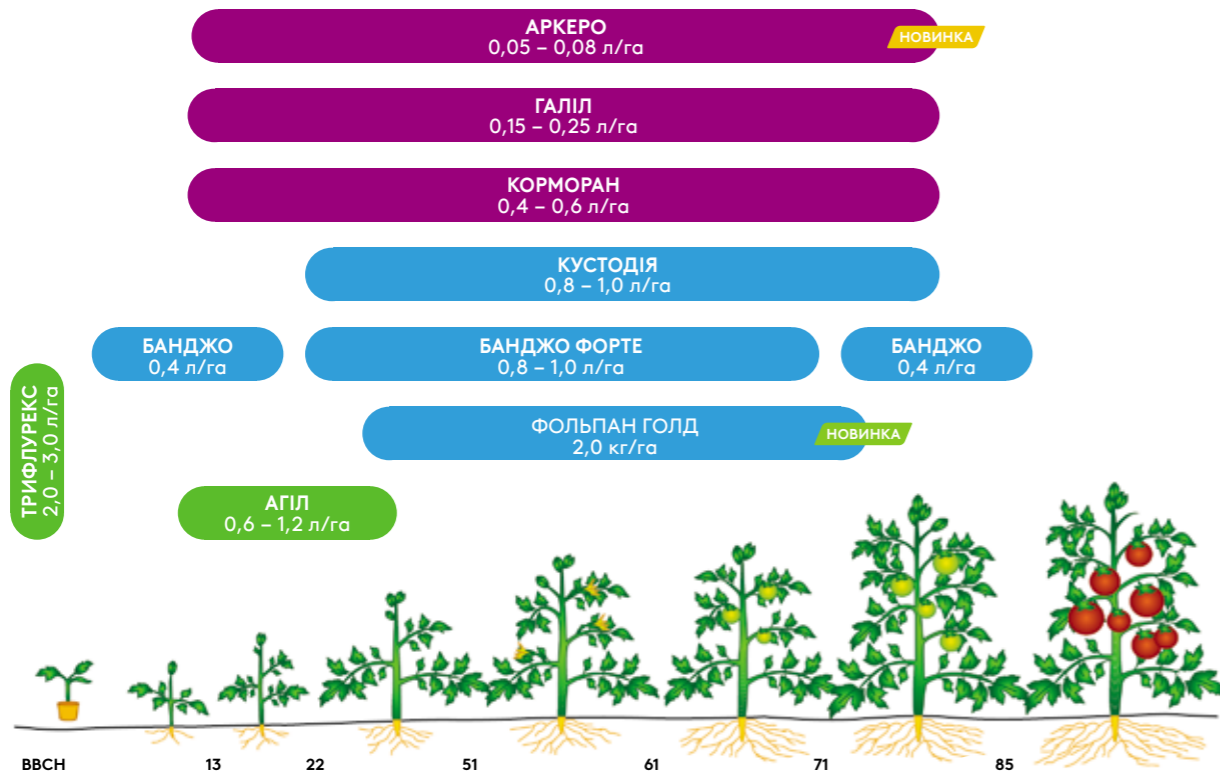 АРКЕРО
0,05 – 0,08 л/га
НОВИНКА
ГАЛІЛ
0,15 – 0,25 л/га
КОРМОРАН
0,4 – 0,6 л/га
КУСТОДІЯ
0,8 – 1,0 л/га
БАНДЖО
0,4 л/га
БАНДЖО ФОРТЕ
0,8 – 1,0 л/га
БАНДЖО
0,4 л/га
ТРИФЛУРЕКС
2,0 – 3,0 л/га
ФОЛЬПАН ГОЛД
2,0 кг/га
НОВИНКА
АГІЛ
0,6 – 1,2 л/га
BBCH 13 22 51 61 71 85